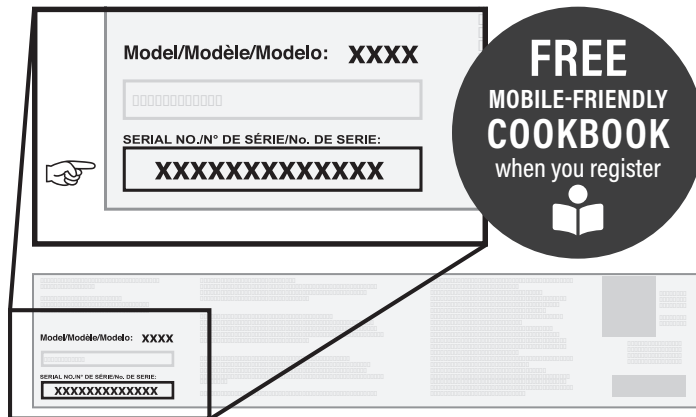 Model/Modèle/Modelo: XXXX
SERIAL NO./N° DE SÉRIE/No. DE SERIE:
XXXXXXXXXXXXX
FREE
MOBILE-FRIENDLY
COOKBOOK
when you register
Model/Modèle/Modelo: XXXX
SERIAL NO./N° DE SÉRIE/No. DE SERIE:
XXXXXXXXXXXXX